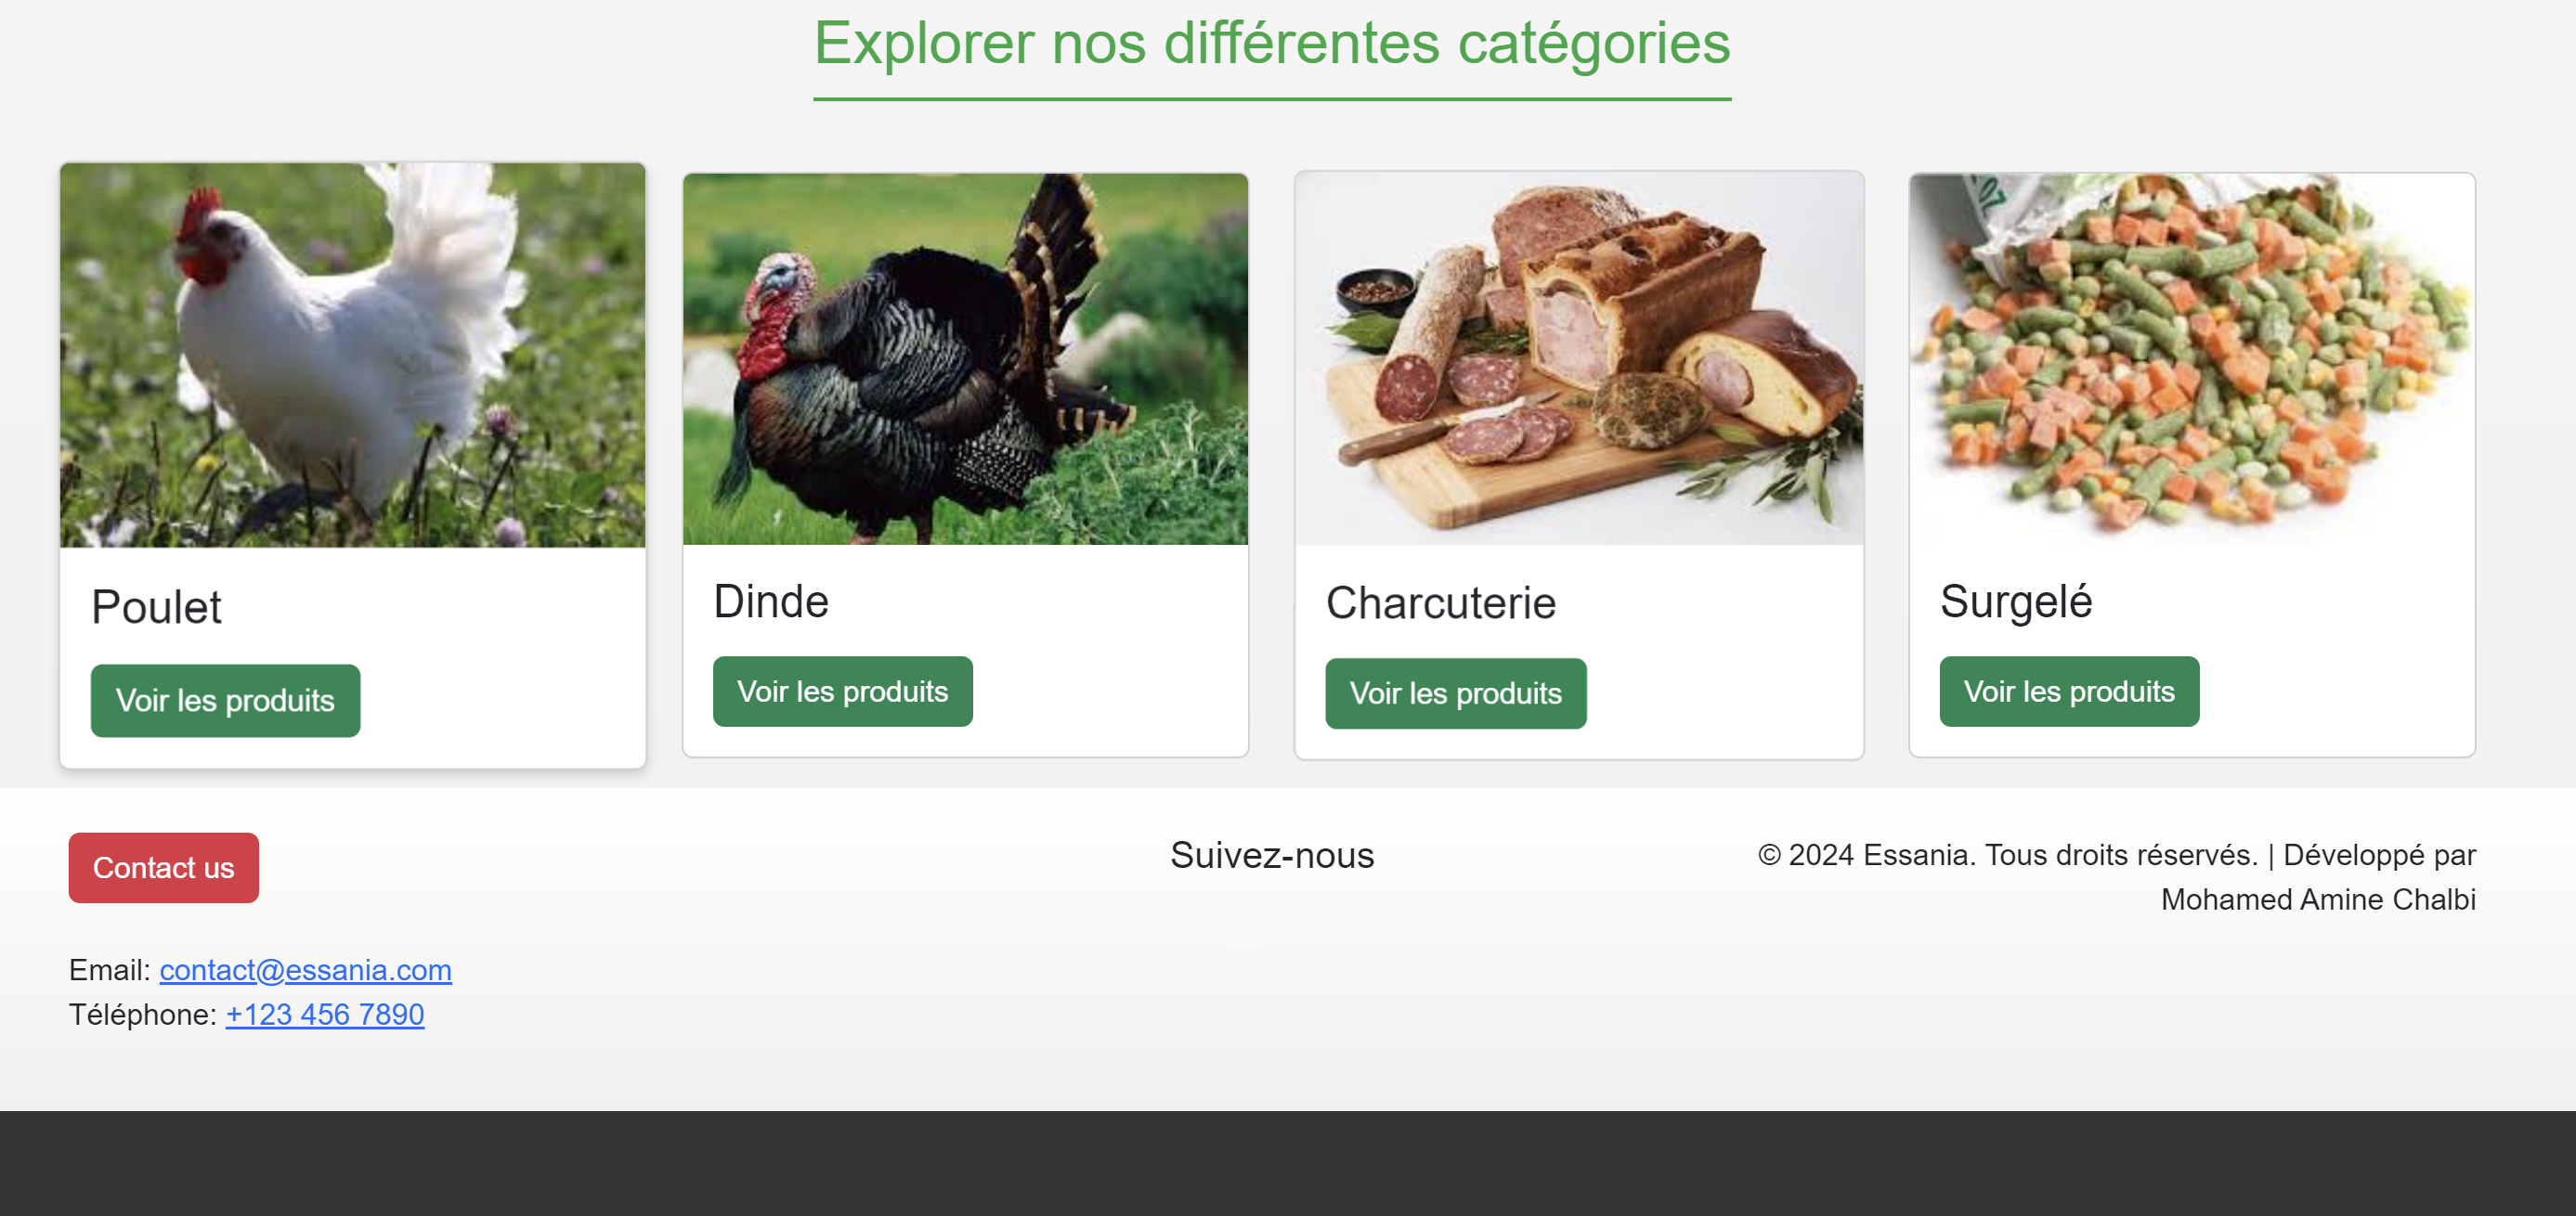 Explorer nos différentes catégories
Poulet
Voir les produits
Dinde
Voir les produits
Charcuterie
Voir les produits
Surgelé
Voir les produits
Contact us
Email: contact@essania.com
Téléphone: +123 456 7890
Suivez-nous
© 2024 Essania. Tous droits réservés. | Développé par
Mohamed Amine Chalbi